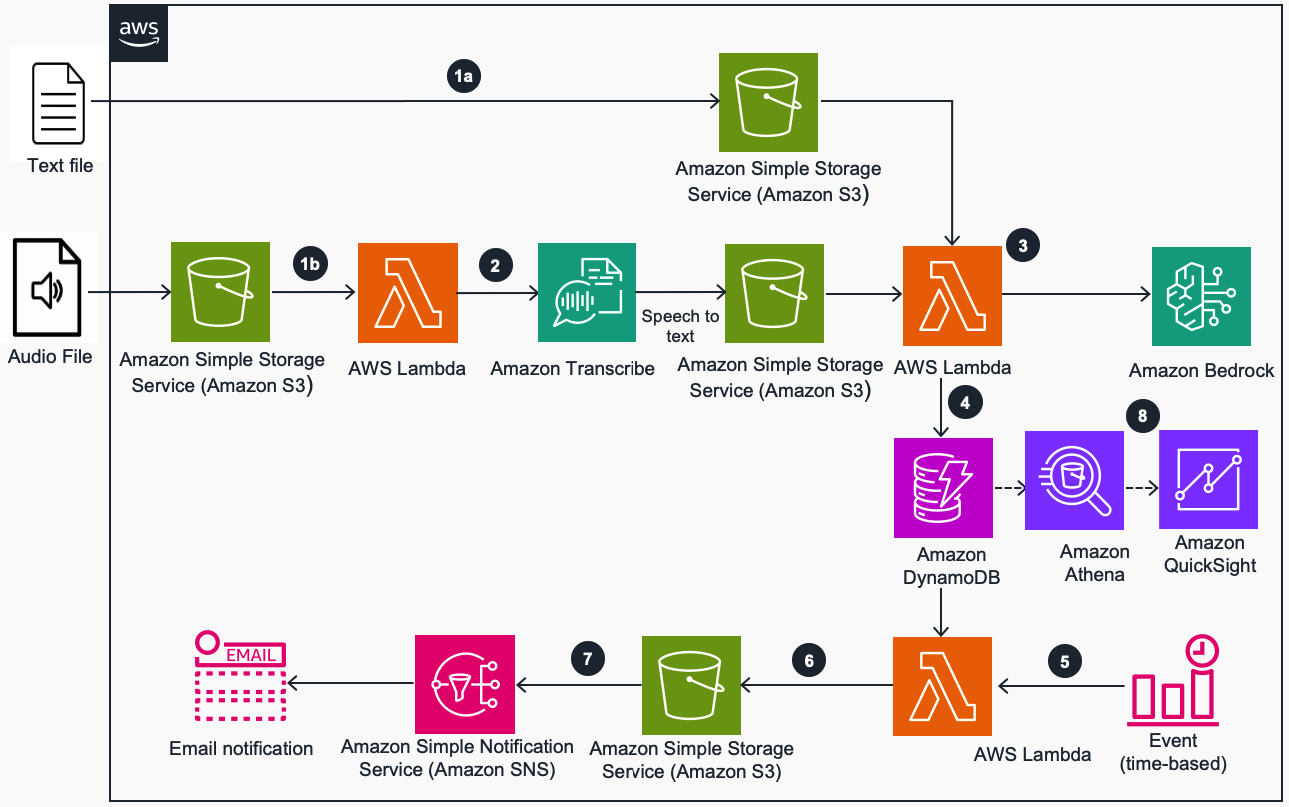 aws
1a
Text file
Amazon Simple Storage
Service (Amazon S3)
1b
2
3
Speech to
text
Audio File
Amazon Simple Storage
Service (Amazon S3)
AWS Lambda
Amazon Transcribe
Amazon Simple Storage
Service (Amazon S3)
AWS Lambda
Amazon Bedrock
4
8
Amazon
DynamoDB
Amazon
Athena
Amazon
QuickSight
EMAIL
7
6
5
Email notification
Amazon Simple Notification
Service (Amazon SNS)
Amazon Simple Storage
Service (Amazon S3)
AWS Lambda
Event
(time-based)